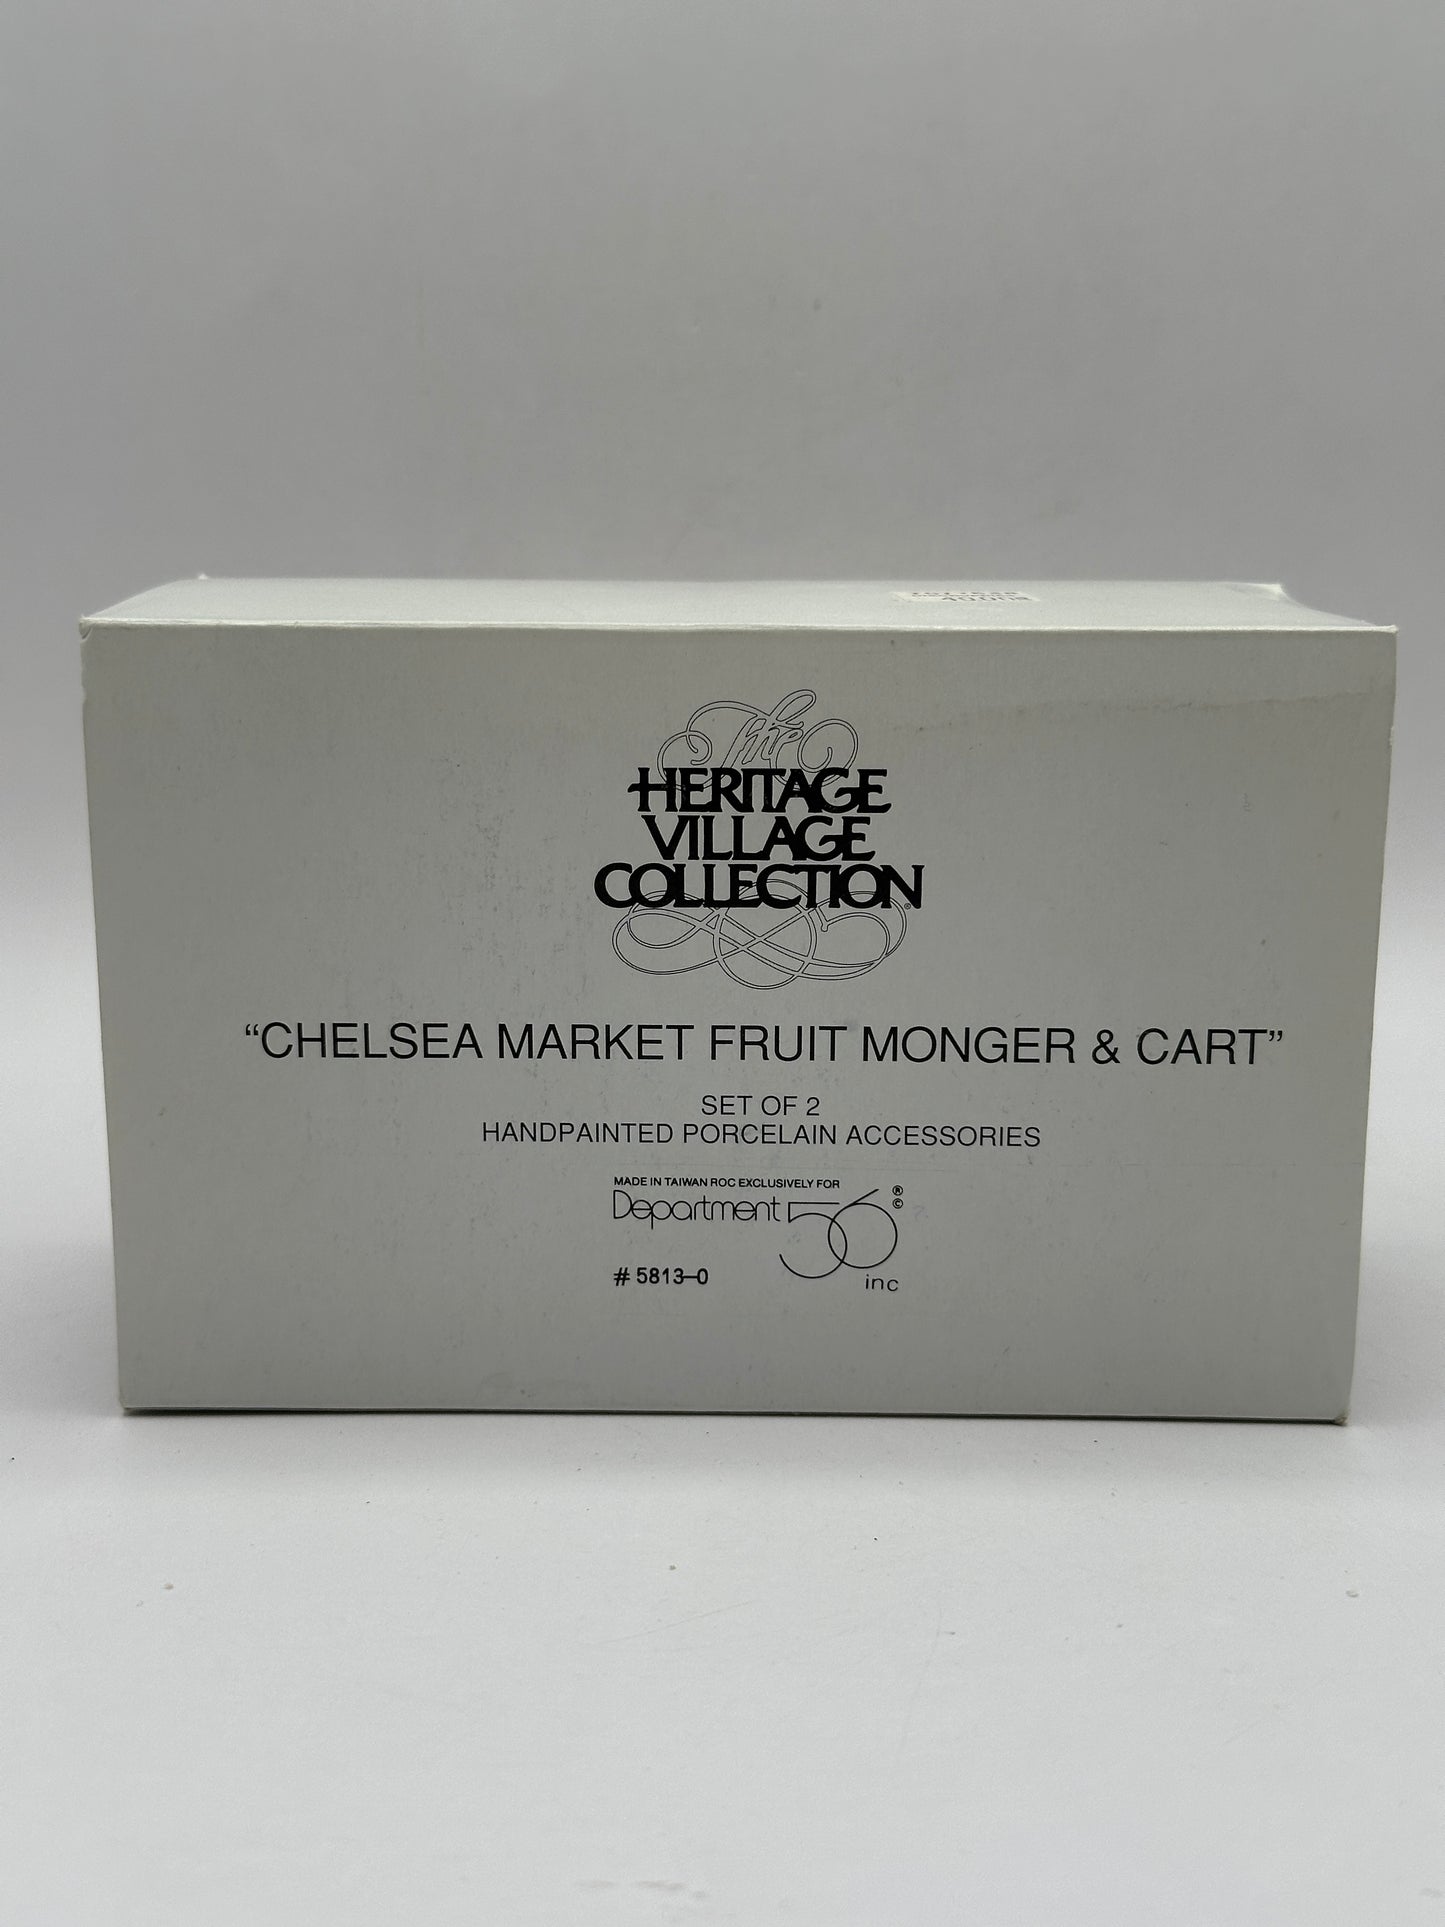 The
HERITAGE
VILLAGE
COLLECTION®
“CHELSEA MARKET FRUIT MONGER & CART”
SET OF 2
HANDPAINTED PORCELAIN ACCESSORIES
MADE IN TAIWAN ROC EXCLUSIVELY FOR
Department 56 ® ©
inc
# 5813-0